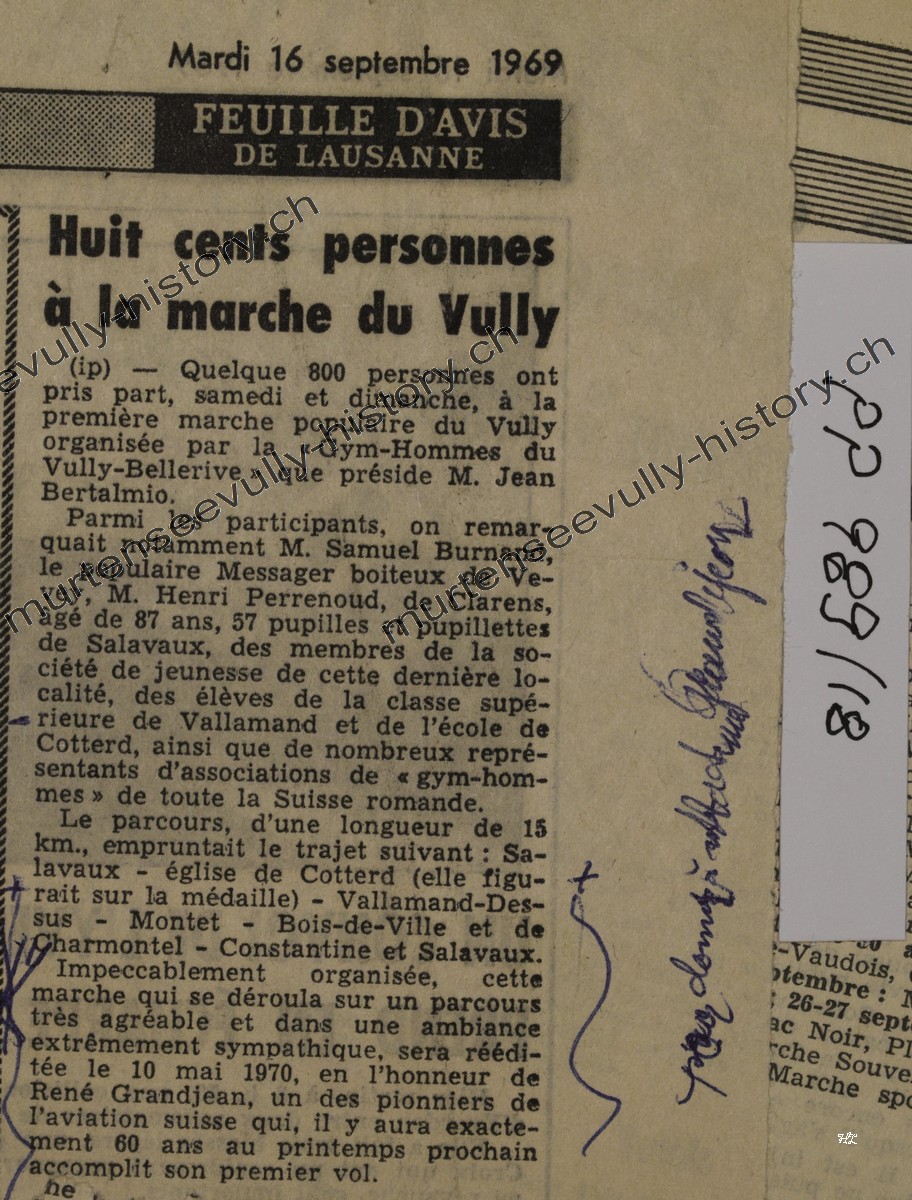 Mardi 16 septembre 1969
FEUILLE D'AVIS
DE LAUSANNE
Huit cents personnes
à la marche du Vully
(ip) — Quelque 800 personnes ont
pris part, samedi et dimanche, à la
première marche populaire du Vully
organisée par la « Gym-Hommes du
Vully-Bellerive » que préside M. Jean
Bertalmio.
Parmi les participants, on remar-
quait notamment M. Samuel Burnand,
le populaire Messager boiteux de Ve-
vey, M. Henri Perrenoud, de Clarens,
âgé de 87 ans, 57 pupilles et pupillettes
de Salavaux, des membres de la so-
ciété de jeunesse de cette dernière lo-
calité, des élèves de la classe supé-
rieure de Vallamand et de l'école de
Cotterd, ainsi que de nombreux repré-
sentants d'associations de « gym-hom-
mes » de toute la Suisse romande.
Le parcours, d'une longueur de 15
km., empruntait le trajet suivant : Sa-
lavaux - église de Cotterd (elle figu-
rait sur la médaille) - Vallamand-Des-
sus - Montet - Bois-de-Ville et de
Charmontel - Constantine et Salavaux.
Impeccablement organisée, cette
marche qui se déroula sur un parcours
très agréable et dans une ambiance
extrêmement sympathique, sera réédi-
tée le 10 mai 1970, en l'honneur de
René Grandjean, un des pionniers de
l'aviation suisse qui, il y aura exacte-
ment 60 ans au printemps prochain
accomplit son premier vol.
he
81/689 CP
-Vaudois,
ptembre :
26-27 sept
ac Noir, Pl
rche Souve
Marche spo
murtenseevully-history.ch
murtenseevully-history.ch
eevully-history.ch